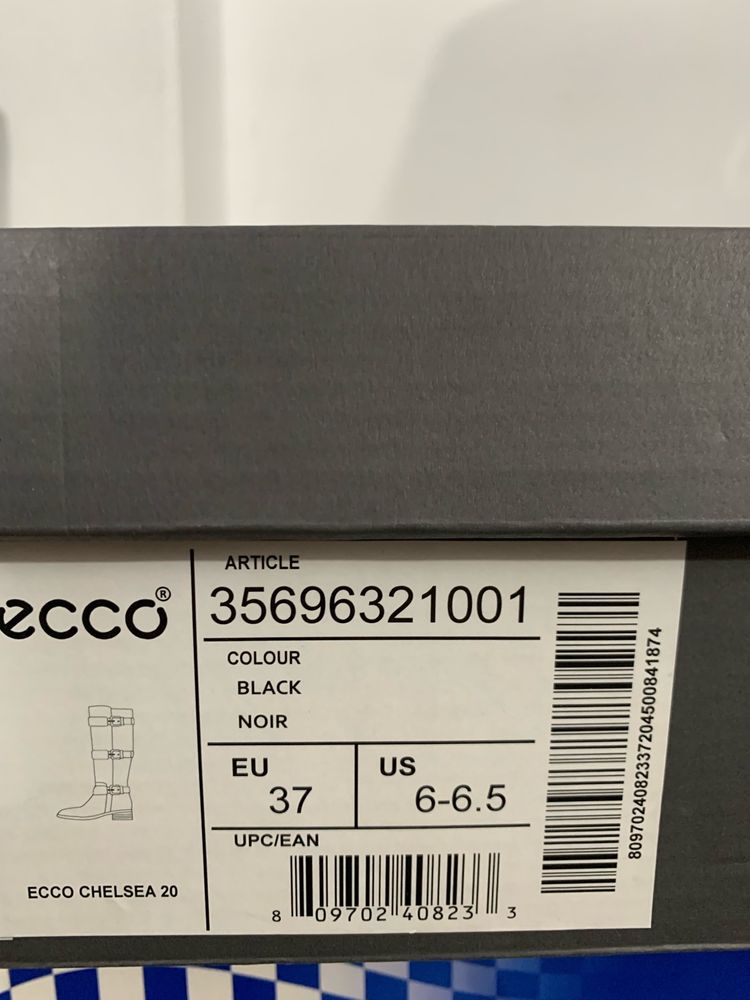 ecco®
ECCO CHELSEA 20
ARTICLE
35696321001
COLOUR
BLACK
NOIR
EU
37
US
6-6.5
UPC/EAN
8 09702 40823 3
8097024082337204500841874